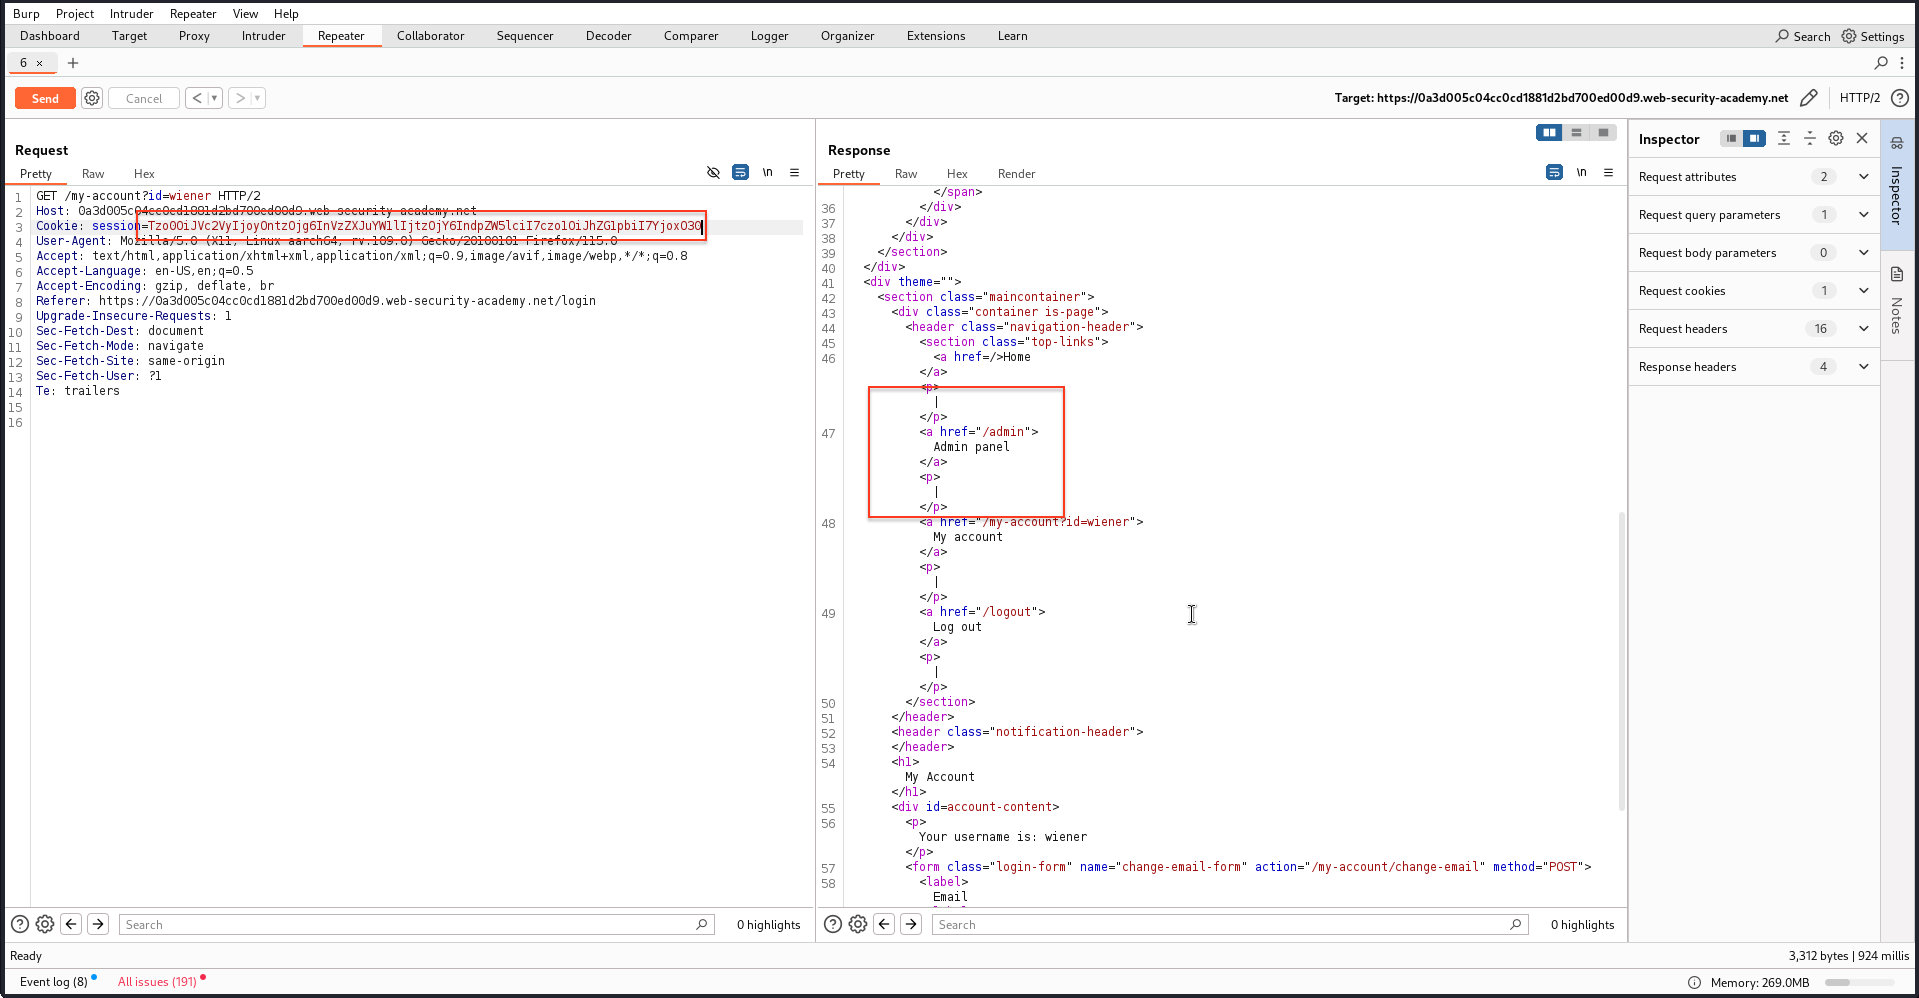 Burp Project Intruder Repeater View Help
Dashboard Target Proxy Intruder Repeater Collaborator Sequencer Decoder Comparer Logger Organizer Extensions Learn Search Settings
6 × +
Send Cancel < > Target: https://0a3d005c04cc0cd1881d2bd700ed00d9.web-security-academy.net HTTP/2
Request
Pretty Raw Hex \n
1 GET /my-account?id=wiener HTTP/2
2 Host: 0a3d005c04cc0cd1881d2bd700ed00d9.web-security-academy.net
3 Cookie: session=Tzo0OiJVc2VyIjoyOntzOjg6InVzZXJuYW1lIjtzOjY6IndpZW5lciI7czo1OiJhZG1pbiI7YjoxO30
4 User-Agent: Mozilla/5.0 (X11; Linux aarch64; rv:109.0) Gecko/20100101 Firefox/115.0
5 Accept: text/html,application/xhtml+xml,application/xml;q=0.9,image/avif,image/webp,*/*;q=0.8
6 Accept-Language: en-US,en;q=0.5
7 Accept-Encoding: gzip, deflate, br
8 Referer: https://0a3d005c04cc0cd1881d2bd700ed00d9.web-security-academy.net/login
9 Upgrade-Insecure-Requests: 1
10 Sec-Fetch-Dest: document
11 Sec-Fetch-Mode: navigate
12 Sec-Fetch-Site: same-origin
13 Sec-Fetch-User: ?1
14 Te: trailers
15
16
Search 0 highlights
Response
Pretty Raw Hex Render \n
</span>
36 </div>
37 </div>
38 </div>
39 </section>
40 </div>
41 <div theme="">
42 <section class="maincontainer">
43 <div class="container is-page">
44 <header class="navigation-header">
45 <section class="top-links">
46 <a href=/>Home
</a>
<p>
|
</p>
47 <a href="/admin">
Admin panel
</a>
<p>
|
</p>
48 <a href="/my-account?id=wiener">
My account
</a>
<p>
|
</p>
49 <a href="/logout">
Log out
</a>
<p>
|
</p>
50 </section>
51 </header>
52 <header class="notification-header">
53 </header>
54 <h1>
My Account
</h1>
55 <div id=account-content>
56 <p>
Your username is: wiener
</p>
57 <form class="login-form" name="change-email-form" action="/my-account/change-email" method="POST">
58 <label>
Email
Search 0 highlights
Inspector
Request attributes 2
Request query parameters 1
Request body parameters 0
Request cookies 1
Request headers 16
Response headers 4
Inspector
Notes
Ready 3,312 bytes | 924 millis
Event log (8) All issues (191) Memory: 269.0MB